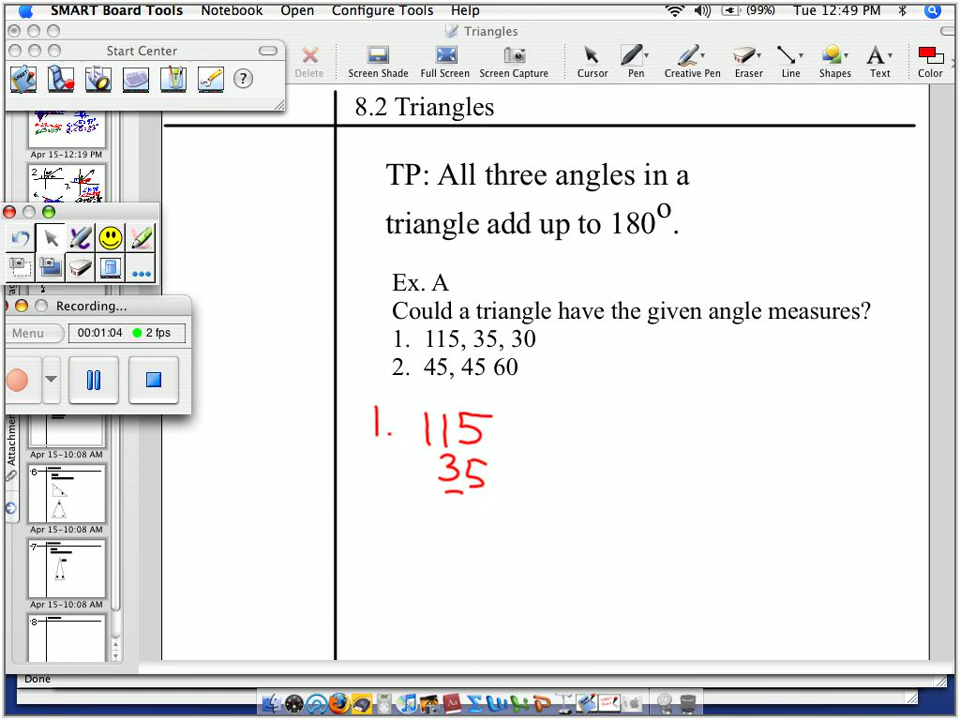 SMART Board Tools Notebook Open Configure Tools Help (99%) Tue 12:49 PM
Triangles
Start Center
Delete Screen Shade Full Screen Screen Capture Cursor Pen Creative Pen Eraser Line Shapes Text Color
8.2 Triangles
Apr 15-12:19 PM
TP: All three angles in a
triangle add up to 180°.
Ex. A
Could a triangle have the given angle measures?
1. 115, 35, 30
2. 45, 45 60
Recording...
Menu 00:01:04 2 fps
1. 115
35
Attachments
Apr 15-10:08 AM
6
Apr 15-10:08 AM
7
Apr 15-10:08 AM
8
Done